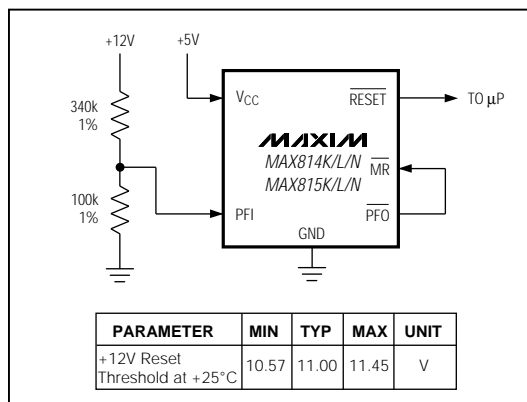 +12V
+5V
340k
1%
VCC
RESET
TO µP
MAXIM
MAX814K/L/N
MAX815K/L/N
MR
100k
1%
PFI
PFO
GND
PARAMETER MIN TYP MAX UNIT
+12V Reset
Threshold at +25°C 10.57 11.00 11.45 V